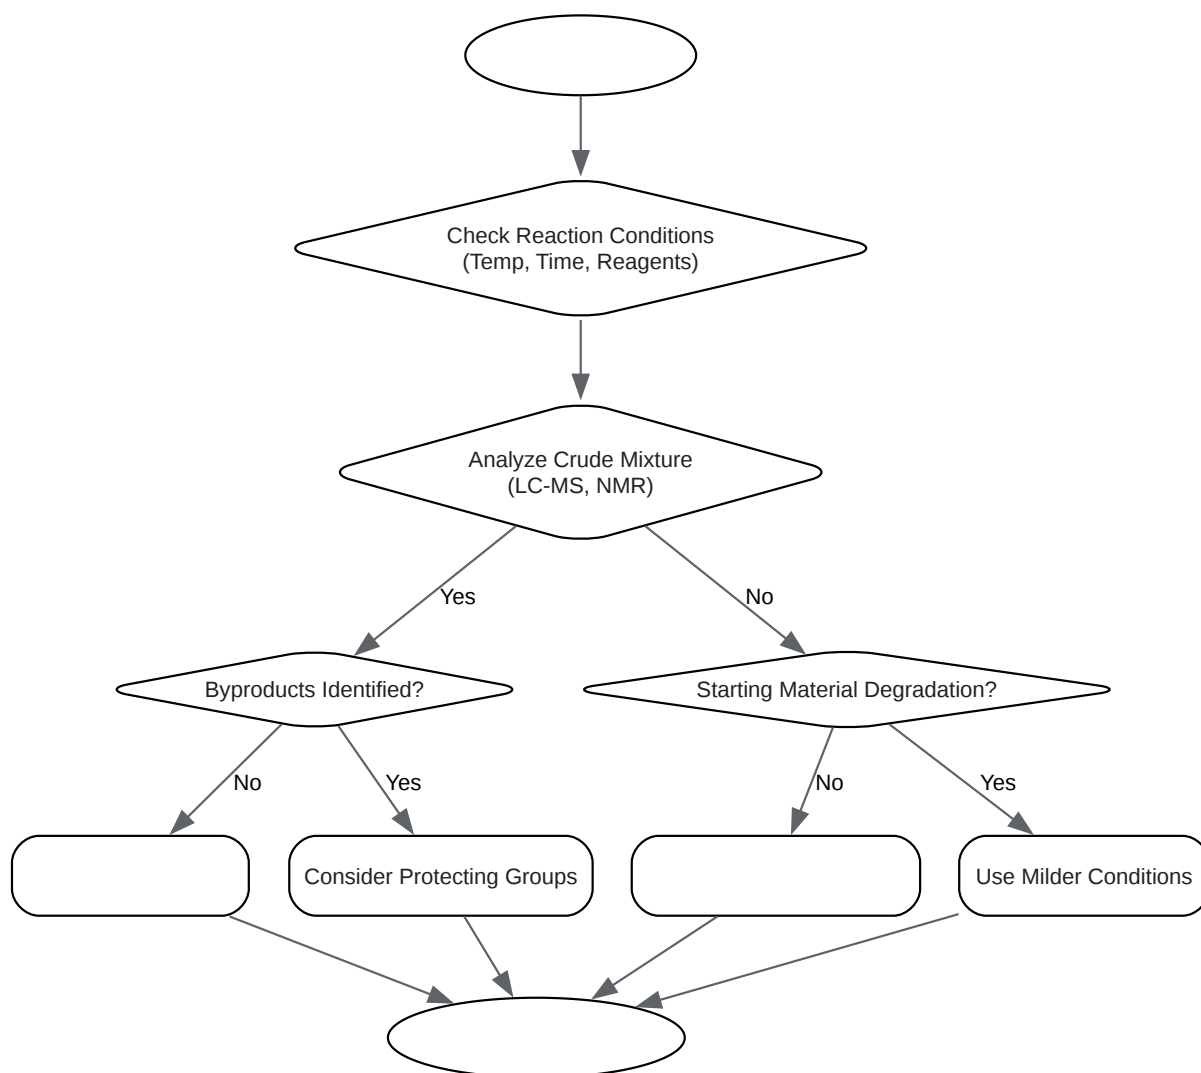 Check Reaction Conditions
(Temp, Time, Reagents)
Analyze Crude Mixture
(LC-MS, NMR)
Yes
No
Byproducts Identified?
Starting Material Degradation?
No
Yes
No
Yes
Consider Protecting Groups
Use Milder Conditions